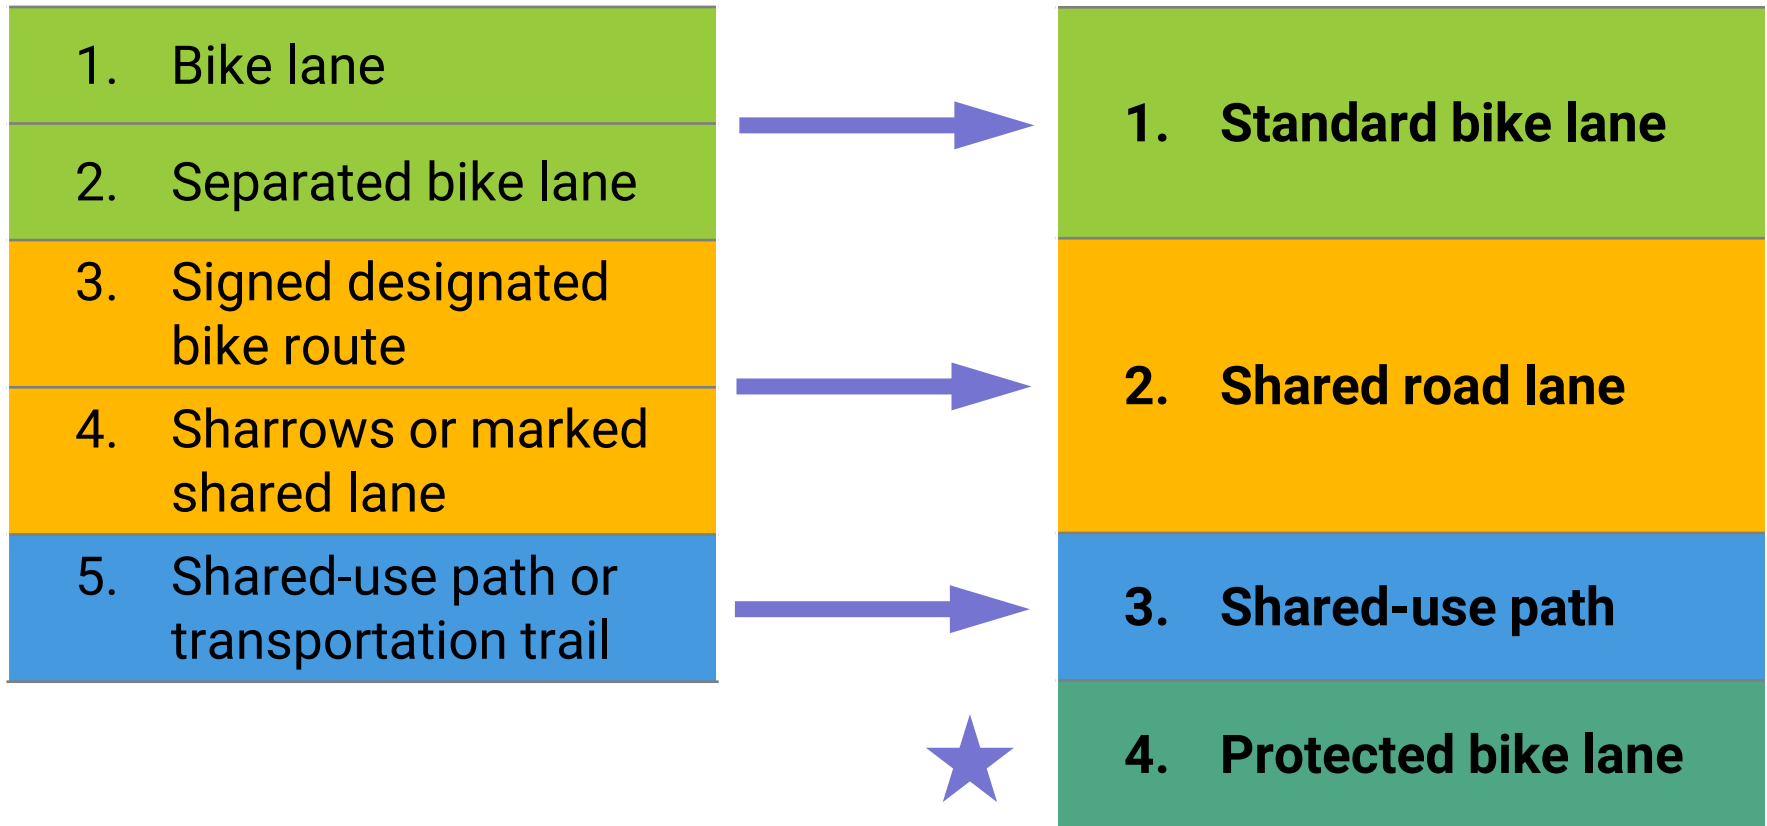 1. Bike lane
2. Separated bike lane
3. Signed designated
bike route
4. Sharrows or marked
shared lane
5. Shared-use path or
transportation trail
1. Standard bike lane
2. Shared road lane
3. Shared-use path
4. Protected bike lane